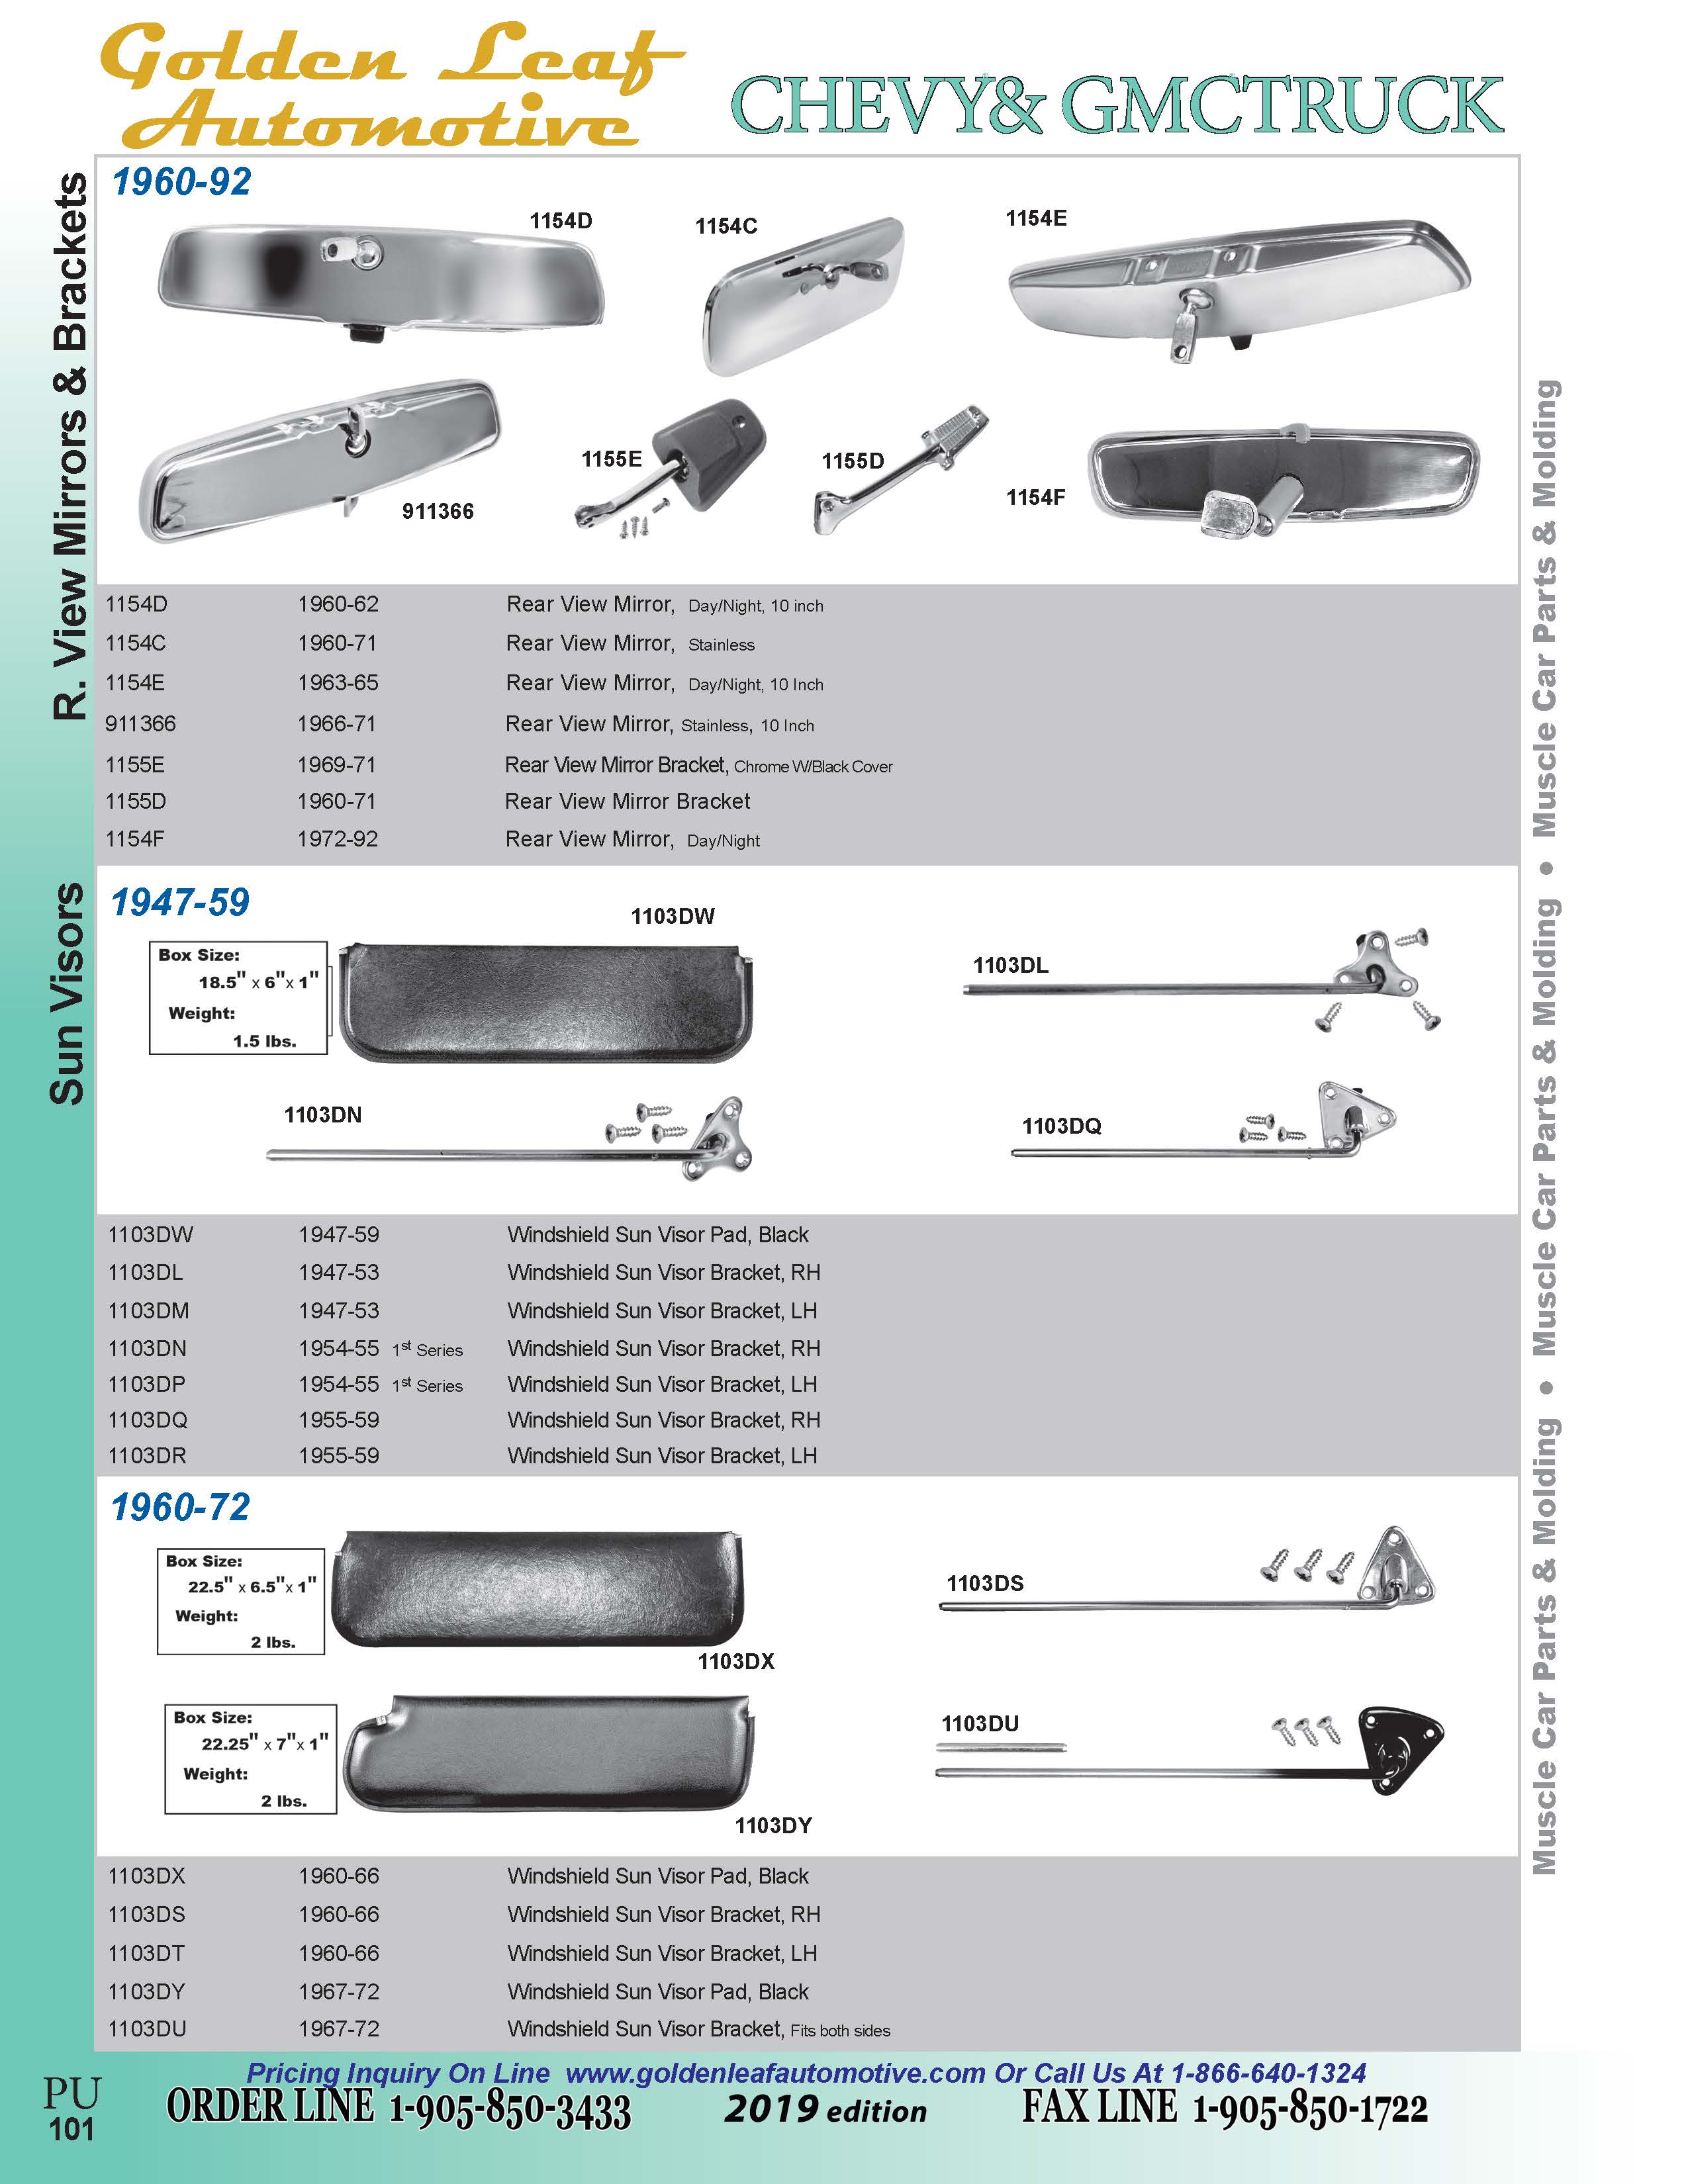 Golden Leaf
Automotive
CHEVY& GMCTRUCK
R. View Mirrors & Brackets
1960-92
1154D
1154C
1154E
911366
1155E
1155D
1154F
1154D 1960-62 Rear View Mirror, Day/Night, 10 inch
1154C 1960-71 Rear View Mirror, Stainless
1154E 1963-65 Rear View Mirror, Day/Night, 10 Inch
911366 1966-71 Rear View Mirror, Stainless, 10 Inch
1155E 1969-71 Rear View Mirror Bracket, Chrome W/Black Cover
1155D 1960-71 Rear View Mirror Bracket
1154F 1972-92 Rear View Mirror, Day/Night
Sun Visors
1947-59
1103DW
Box Size:
18.5" x 6"x 1"
Weight:
1.5 lbs.
1103DL
1103DN
1103DQ
1103DW 1947-59 Windshield Sun Visor Pad, Black
1103DL 1947-53 Windshield Sun Visor Bracket, RH
1103DM 1947-53 Windshield Sun Visor Bracket, LH
1103DN 1954-55 1st Series Windshield Sun Visor Bracket, RH
1103DP 1954-55 1st Series Windshield Sun Visor Bracket, LH
1103DQ 1955-59 Windshield Sun Visor Bracket, RH
1103DR 1955-59 Windshield Sun Visor Bracket, LH
1960-72
Box Size:
22.5" x 6.5"x 1"
Weight:
2 lbs.
1103DX
1103DS
Box Size:
22.25" x 7"x 1"
Weight:
2 lbs.
1103DY
1103DU
1103DX 1960-66 Windshield Sun Visor Pad, Black
1103DS 1960-66 Windshield Sun Visor Bracket, RH
1103DT 1960-66 Windshield Sun Visor Bracket, LH
1103DY 1967-72 Windshield Sun Visor Pad, Black
1103DU 1967-72 Windshield Sun Visor Bracket, Fits both sides
Muscle Car Parts & Molding • Muscle Car Parts & Molding • Muscle Car Parts & Molding
Pricing Inquiry On Line www.goldenleafautomotive.com Or Call Us At 1-866-640-1324
PU
101
ORDER LINE 1-905-850-3433 2019 edition FAX LINE 1-905-850-1722